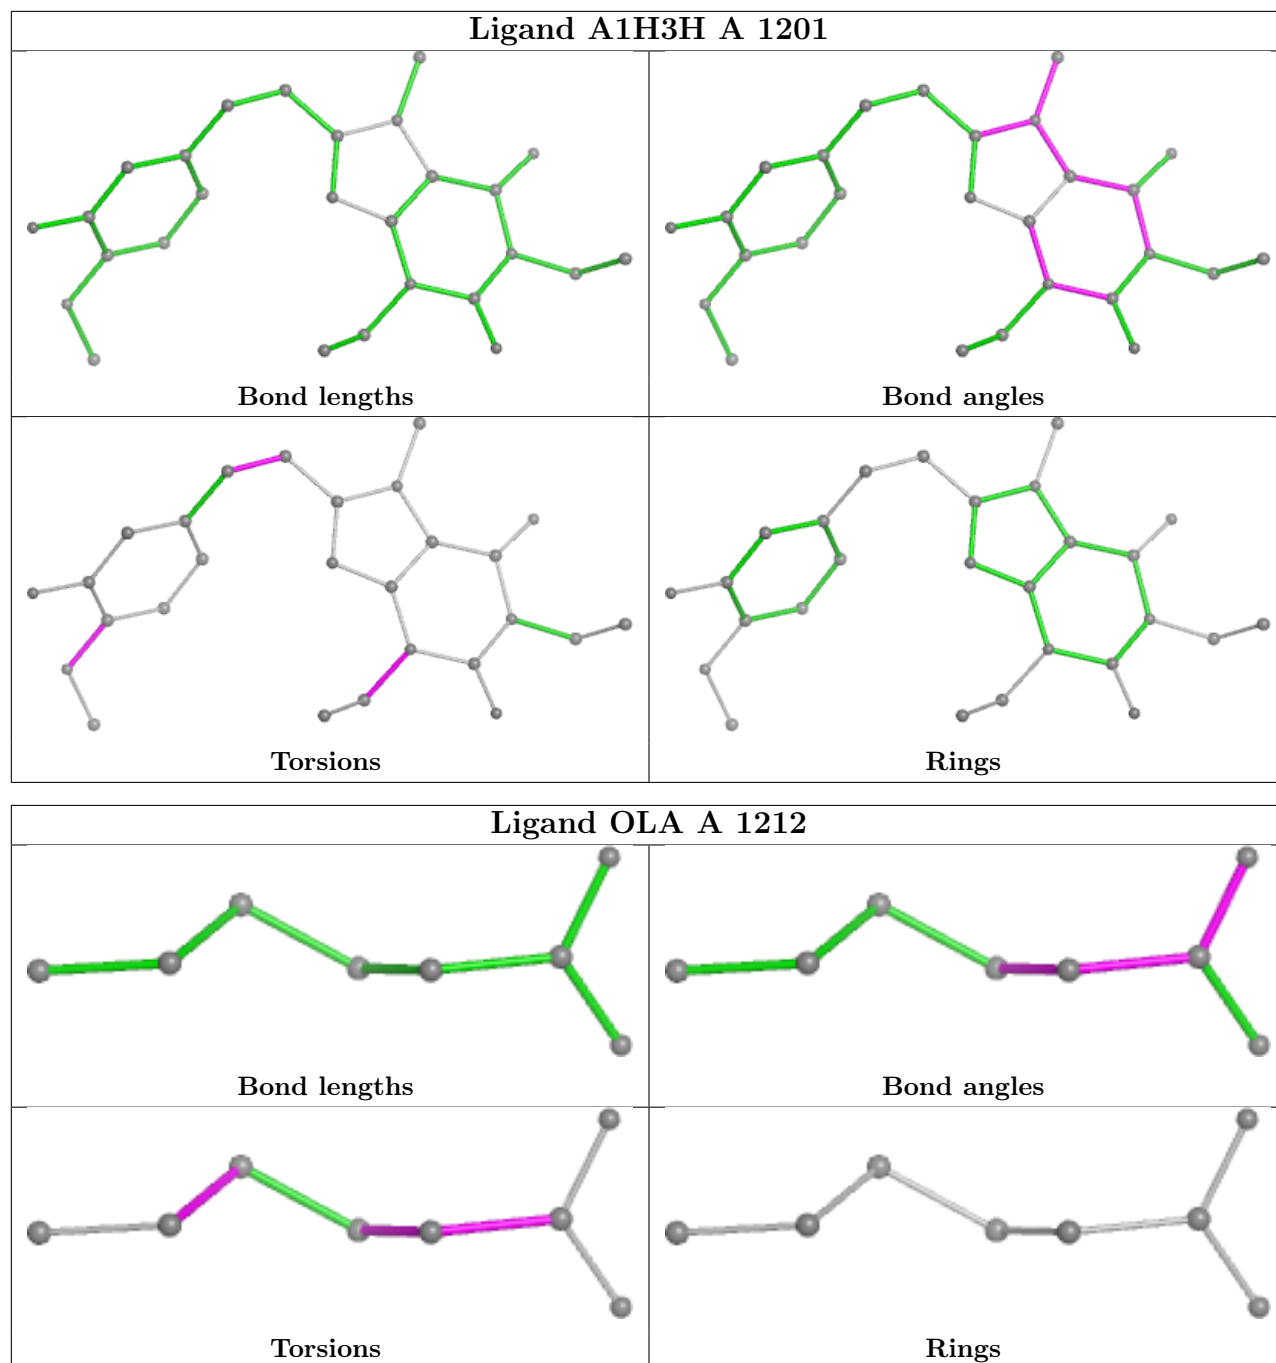 Ligand A1H3H A 1201
Bond lengths
Bond angles
Torsions
Rings
Ligand OLA A 1212
Bond lengths
Bond angles
Torsions
Rings